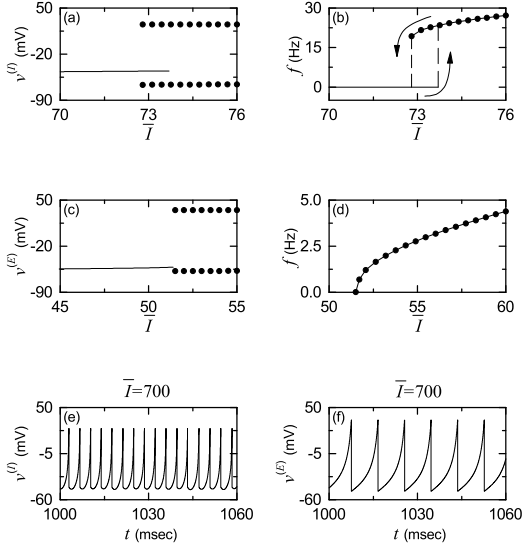 (a)
50
-20
-90
v(I) (mV)
70
73
76
I
(b)
30
15
0
f (Hz)
70
73
76
I
(c)
50
-20
-90
v(E) (mV)
45
50
55
I
(d)
5.0
2.5
0.0
f (Hz)
50
55
60
I
I=700
(e)
50
-5
-60
v(I) (mV)
1000
1030
1060
t (msec)
I=700
(f)
50
-5
-60
v(E) (mV)
1000
1030
1060
t (msec)